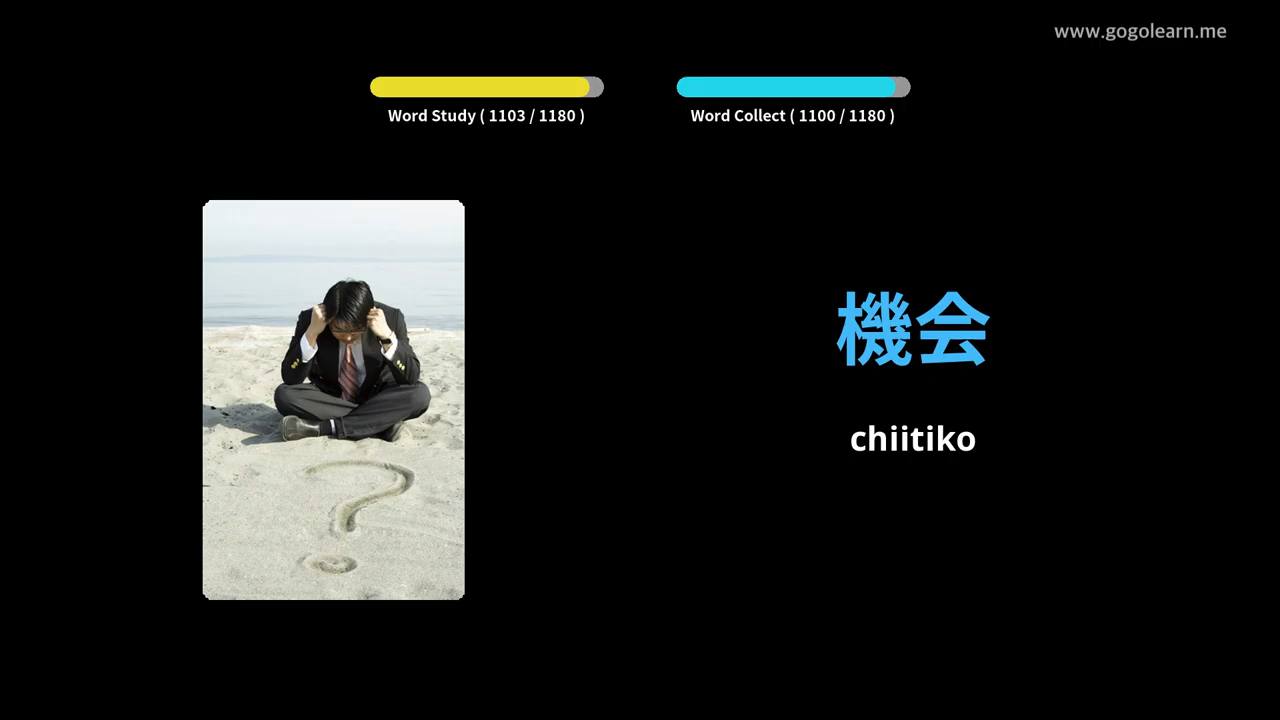 www.gogolearn.me
Word Study ( 1103 / 1180 )
Word Collect ( 1100 / 1180 )
機会
chiitiko
?